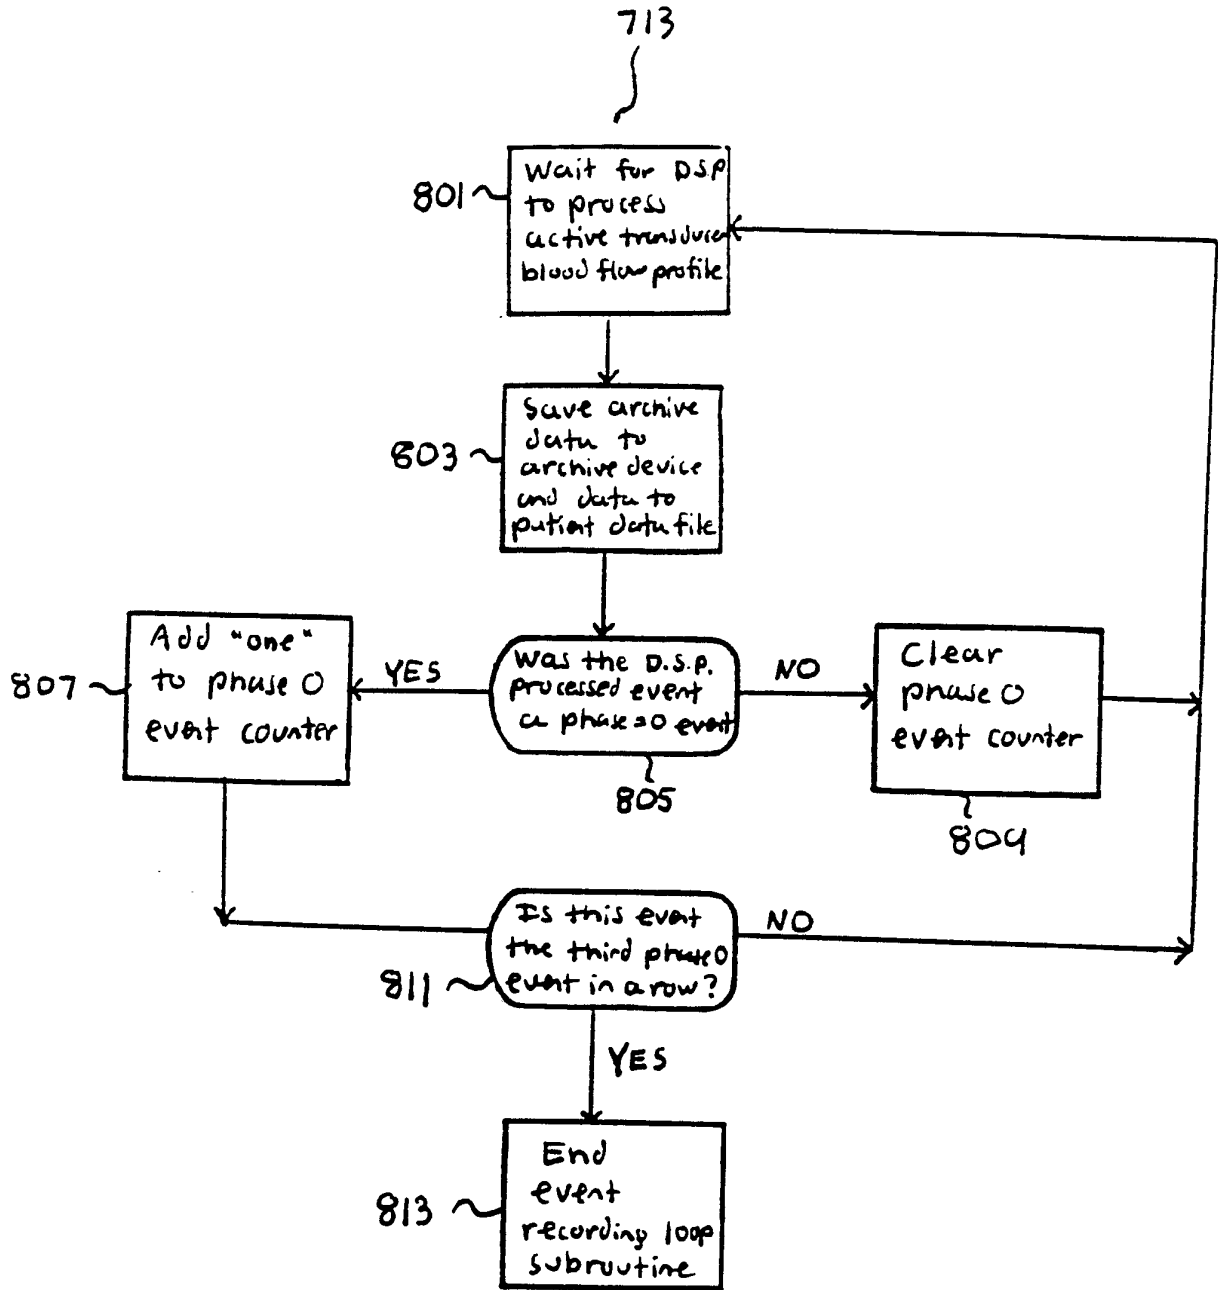 713
801
Wait for D.S.P
to process
active transducer
blood flow profile
803
Save archive
data to
archive device
and data to
patient data file
807
Add "one"
to phase 0
event counter
YES
Was the D.S.P.
processed event
a phase=0 event
805
NO
Clear
phase 0
event counter
809
811
Is this event
the third phase 0
event in a row?
NO
YES
813
End
event
recording loop
subroutine